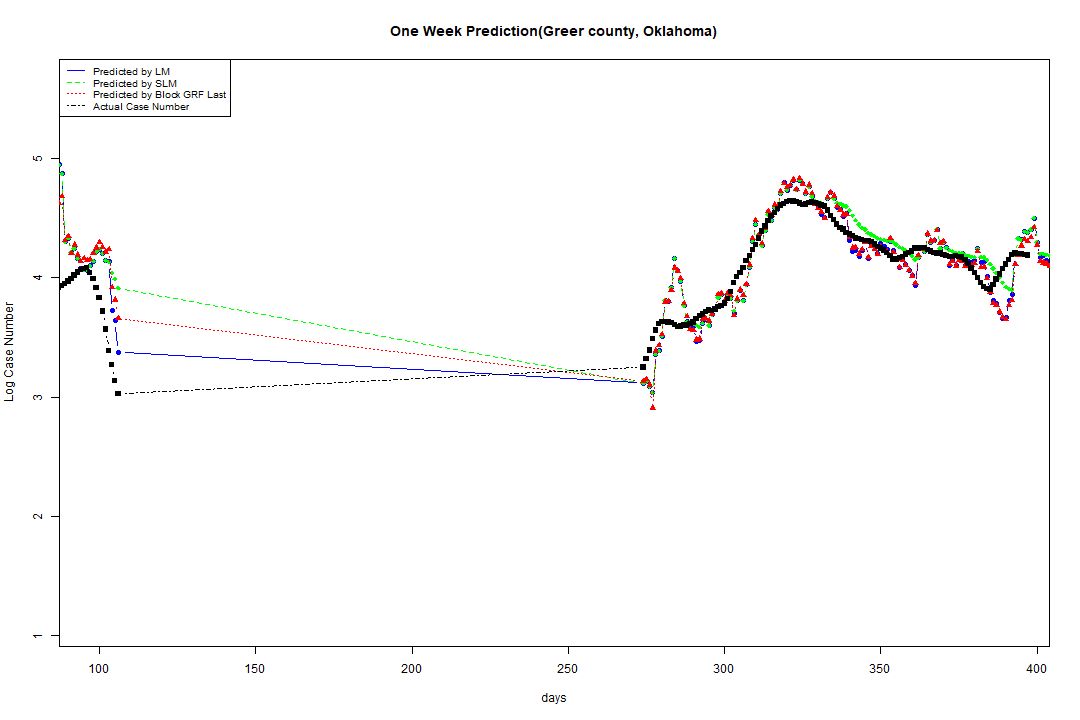 One Week Prediction(Greer county, Oklahoma)
Predicted by LM
Predicted by SLM
Predicted by Block GRF Last
Actual Case Number
Log Case Number
5
4
3
2
1
100 150 200 250 300 350 400
days